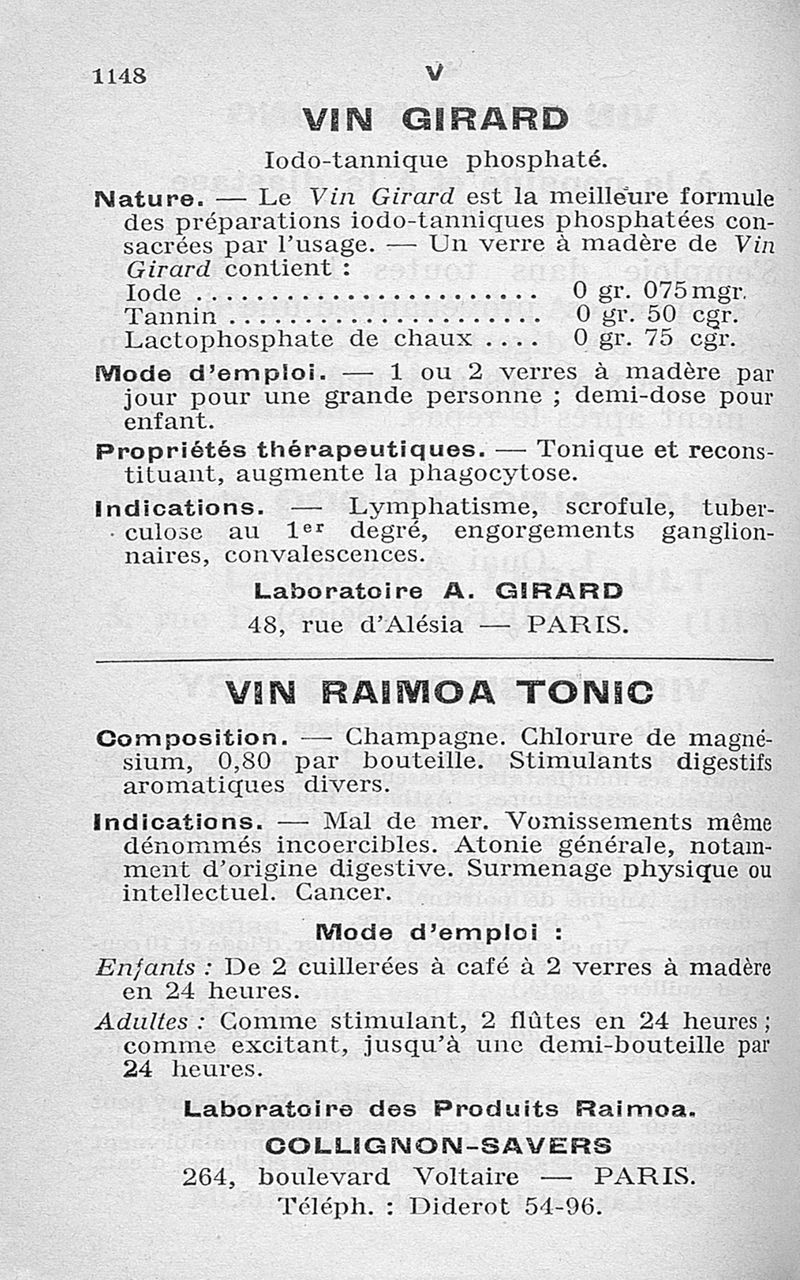 1148
V
VIN GIRARD
Iodo-tannique phosphaté.
Nature. — Le Vin Girard est la meilleure formule
des préparations iodo-tanniques phosphatées con-
sacrées par l'usage. — Un verre à madère de Vin
Girard contient :
Iode . . . . . . . . . . . . . . . . . . . . . . . 0 gr. 075 mgr.
Tannin . . . . . . . . . . . . . . . . . . . . . 0 gr. 50 cgr.
Lactophosphate de chaux . . . . 0 gr. 75 cgr.
Mode d'emploi. — 1 ou 2 verres à madère par
jour pour une grande personne ; demi-dose pour
enfant.
Propriétés thérapeutiques. — Tonique et recons-
tituant, augmente la phagocytose.
Indications. — Lymphatisme, scrofule, tuber-
culose au 1er degré, engorgements ganglion-
naires, convalescences.
Laboratoire A. GIRARD
48, rue d'Alésia — PARIS.
VIN RAIMOA TONIC
Composition. — Champagne. Chlorure de magné-
sium, 0,80 par bouteille. Stimulants digestifs
aromatiques divers.
Indications. — Mal de mer. Vomissements même
dénommés incoercibles. Atonie générale, notam-
ment d'origine digestive. Surmenage physique ou
intellectuel. Cancer.
Mode d'emploi :
Enfants : De 2 cuillerées à café à 2 verres à madère
en 24 heures.
Adultes : Comme stimulant, 2 flûtes en 24 heures ;
comme excitant, jusqu'à une demi-bouteille par
24 heures.
Laboratoire des Produits Raimoa.
COLLIGNON-SAVERS
264, boulevard Voltaire — PARIS.
Téléph. : Diderot 54-96.